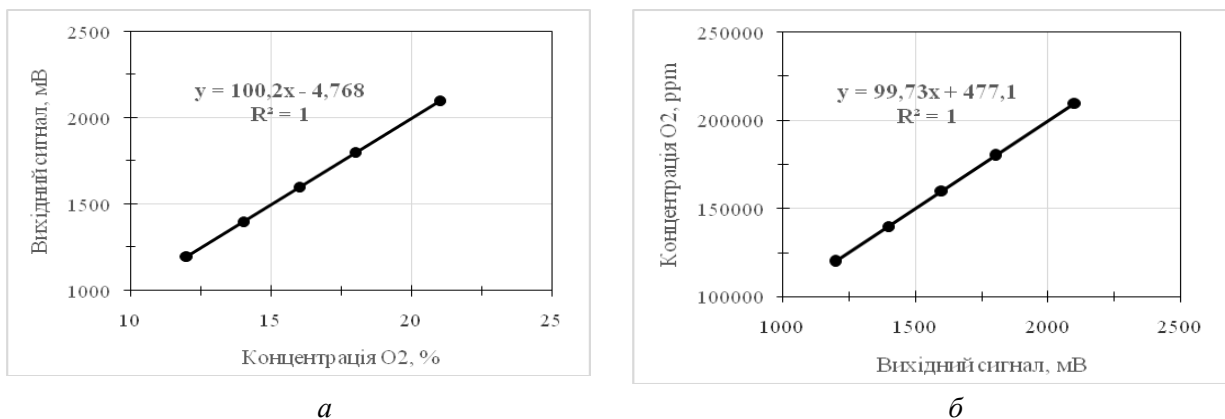 2500
2000
1500
1000
Вихідний сигнал, мВ
y = 100,2x - 4,768
R² = 1
10 15 20 25
Концентрація O2, %
а
250000
200000
150000
100000
Концентрація O2, ppm
y = 99,73x + 477,1
R² = 1
1000 1500 2000 2500
Вихідний сигнал, мВ
б